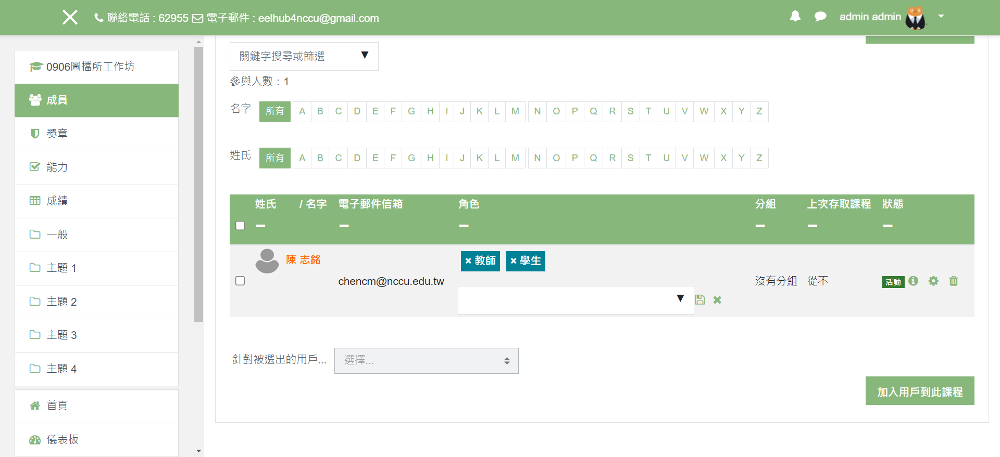 聯絡電話 : 62955 電子郵件 : eelhub4nccu@gmail.com
admin admin
0906圖檔所工作坊
成員
獎章
能力
成績
一般
主題 1
主題 2
主題 3
主題 4
首頁
儀表板
關鍵字搜尋或篩選 ▼
參與人數：1
名字 所有 A B C D E F G H I J K L M N O P Q R S T U V W X Y Z
姓氏 所有 A B C D E F G H I J K L M N O P Q R S T U V W X Y Z
姓氏 / 名字 電子郵件信箱 角色 分組 上次存取課程 狀態
陳 志銘 × 教師 × 學生
chencm@nccu.edu.tw 沒有分組 從不 活動
▼
針對被選出的用戶... 選擇...
加入用戶到此課程